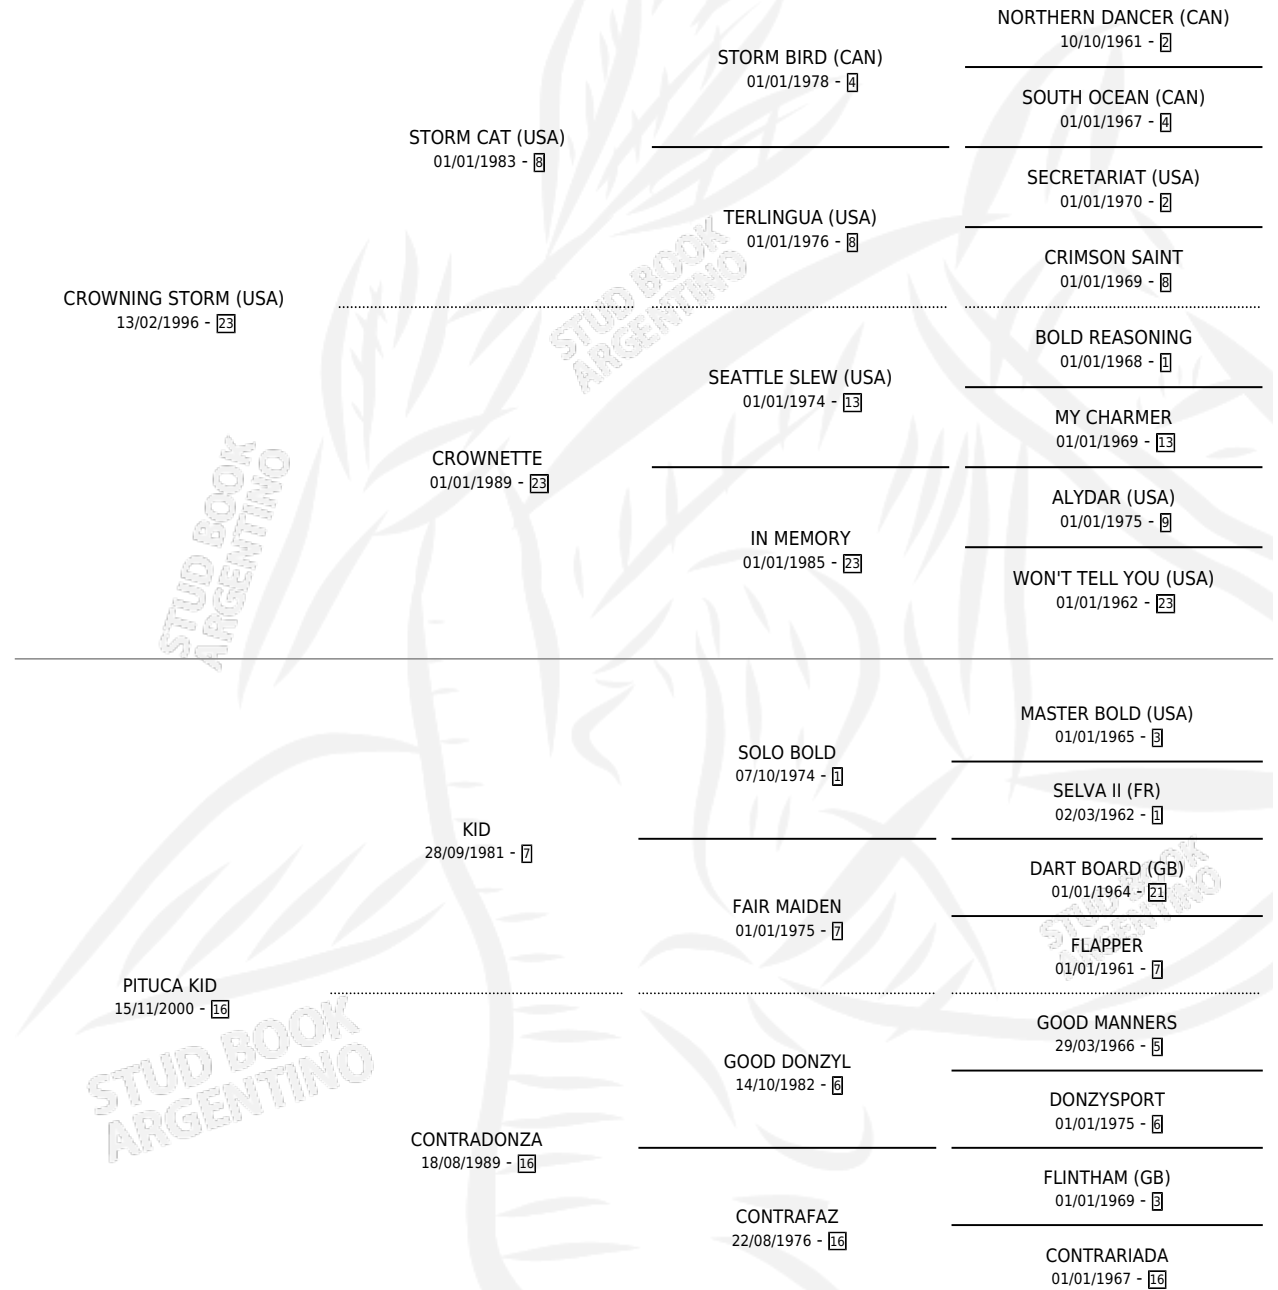 NORTHERN DANCER (CAN)
10/10/1961 - 2
STORM BIRD (CAN)
01/01/1978 - 4
SOUTH OCEAN (CAN)
01/01/1967 - 4
STORM CAT (USA)
01/01/1983 - 8
SECRETARIAT (USA)
01/01/1970 - 2
TERLINGUA (USA)
01/01/1976 - 8
CRIMSON SAINT
01/01/1969 - 8
CROWNING STORM (USA)
13/02/1996 - 23
BOLD REASONING
01/01/1968 - 1
SEATTLE SLEW (USA)
01/01/1974 - 13
MY CHARMER
01/01/1969 - 13
CROWNETTE
01/01/1989 - 23
ALYDAR (USA)
01/01/1975 - 9
IN MEMORY
01/01/1985 - 23
WON'T TELL YOU (USA)
01/01/1962 - 23
MASTER BOLD (USA)
01/01/1965 - 3
SOLO BOLD
07/10/1974 - 1
SELVA II (FR)
02/03/1962 - 1
KID
28/09/1981 - 7
DART BOARD (GB)
01/01/1964 - 21
FAIR MAIDEN
01/01/1975 - 7
FLAPPER
01/01/1961 - 7
PITUCA KID
15/11/2000 - 16
GOOD MANNERS
29/03/1966 - 5
GOOD DONZYL
14/10/1982 - 6
DONZYSPORT
01/01/1975 - 6
CONTRADONZA
18/08/1989 - 16
FLINTHAM (GB)
01/01/1969 - 3
CONTRAFAZ
22/08/1976 - 16
CONTRARIADA
01/01/1967 - 16
STUD BOOK
ARGENTINO
STUD BOOK
ARGENTINO
STUD BOOK
ARGENTINO
STUD BOOK
ARGENTINO